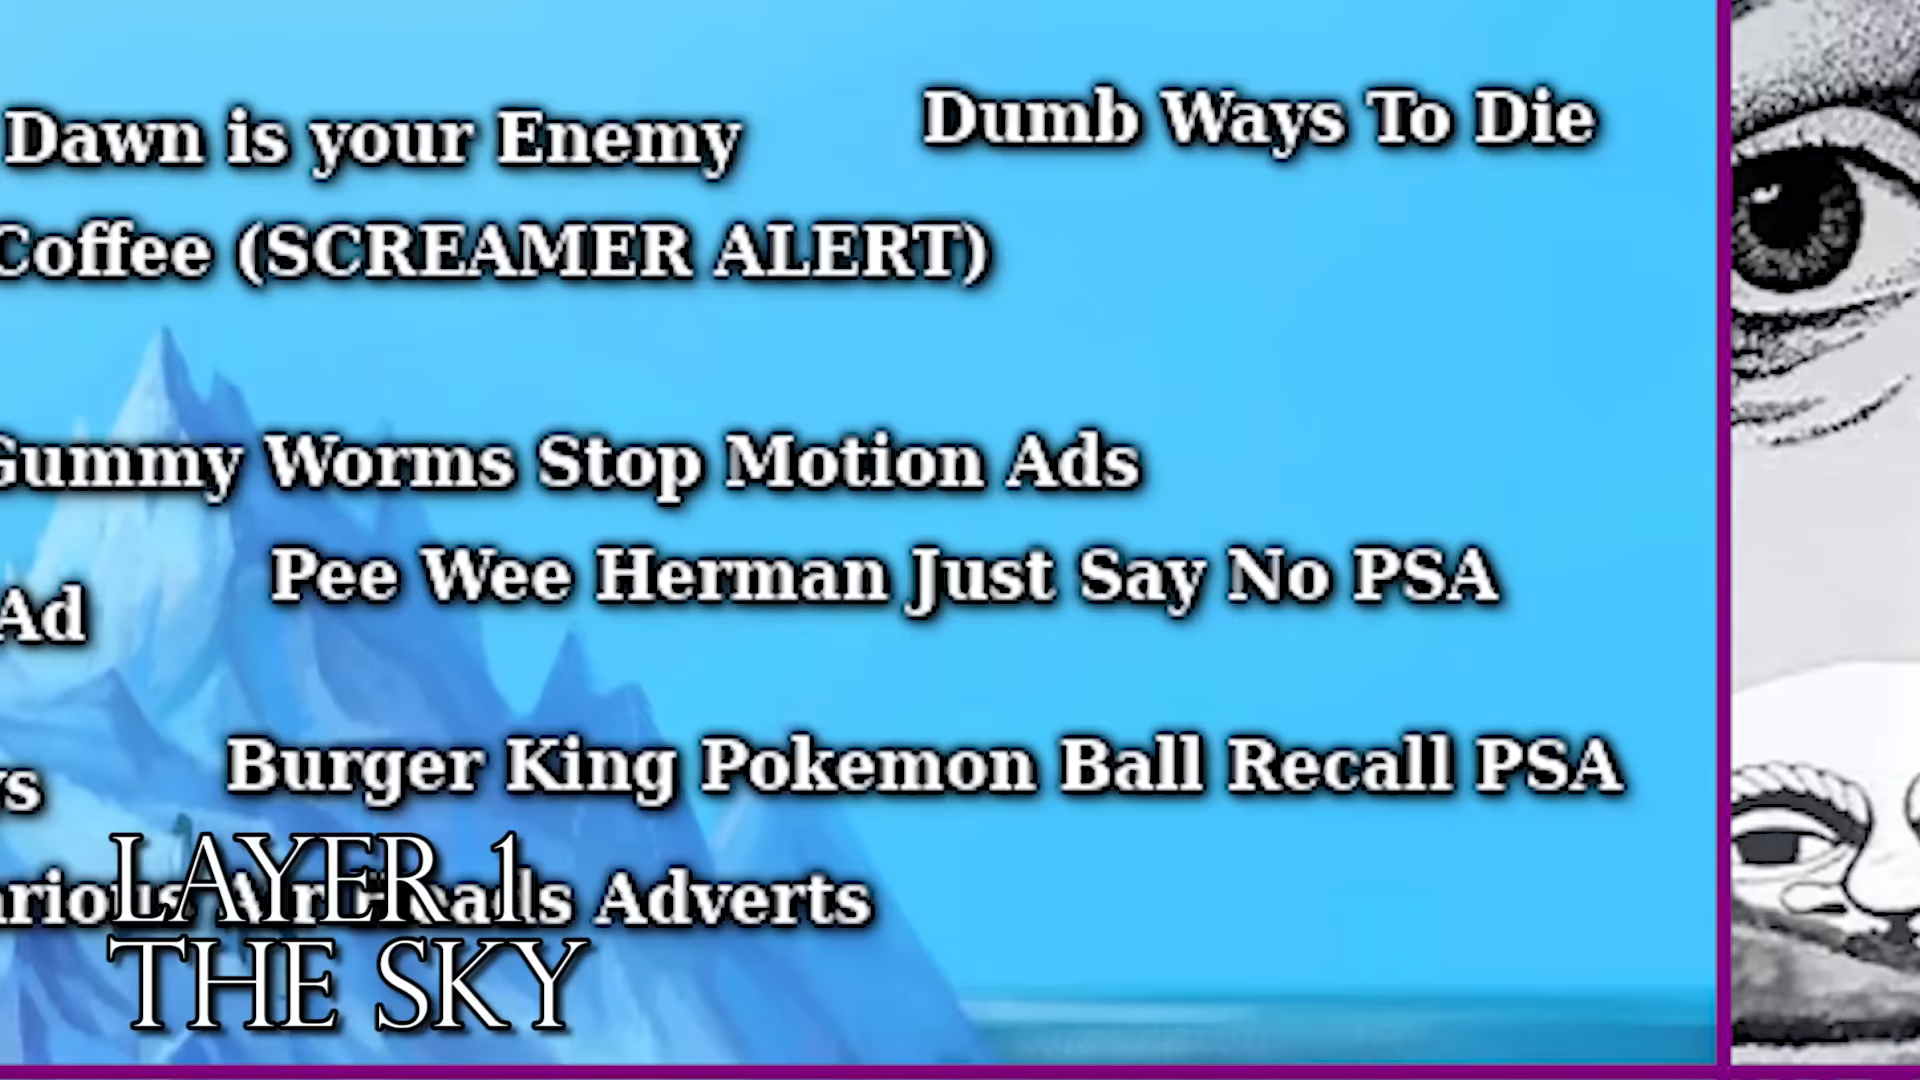 Dumb Ways To Die
Dawn is your Enemy
Coffee (SCREAMER ALERT)
Gummy Worms Stop Motion Ads
Pee Wee Herman Just Say No PSA
Ad
Burger King Pokemon Ball Recall PSA
Adverts
LAYER 1
THE SKY